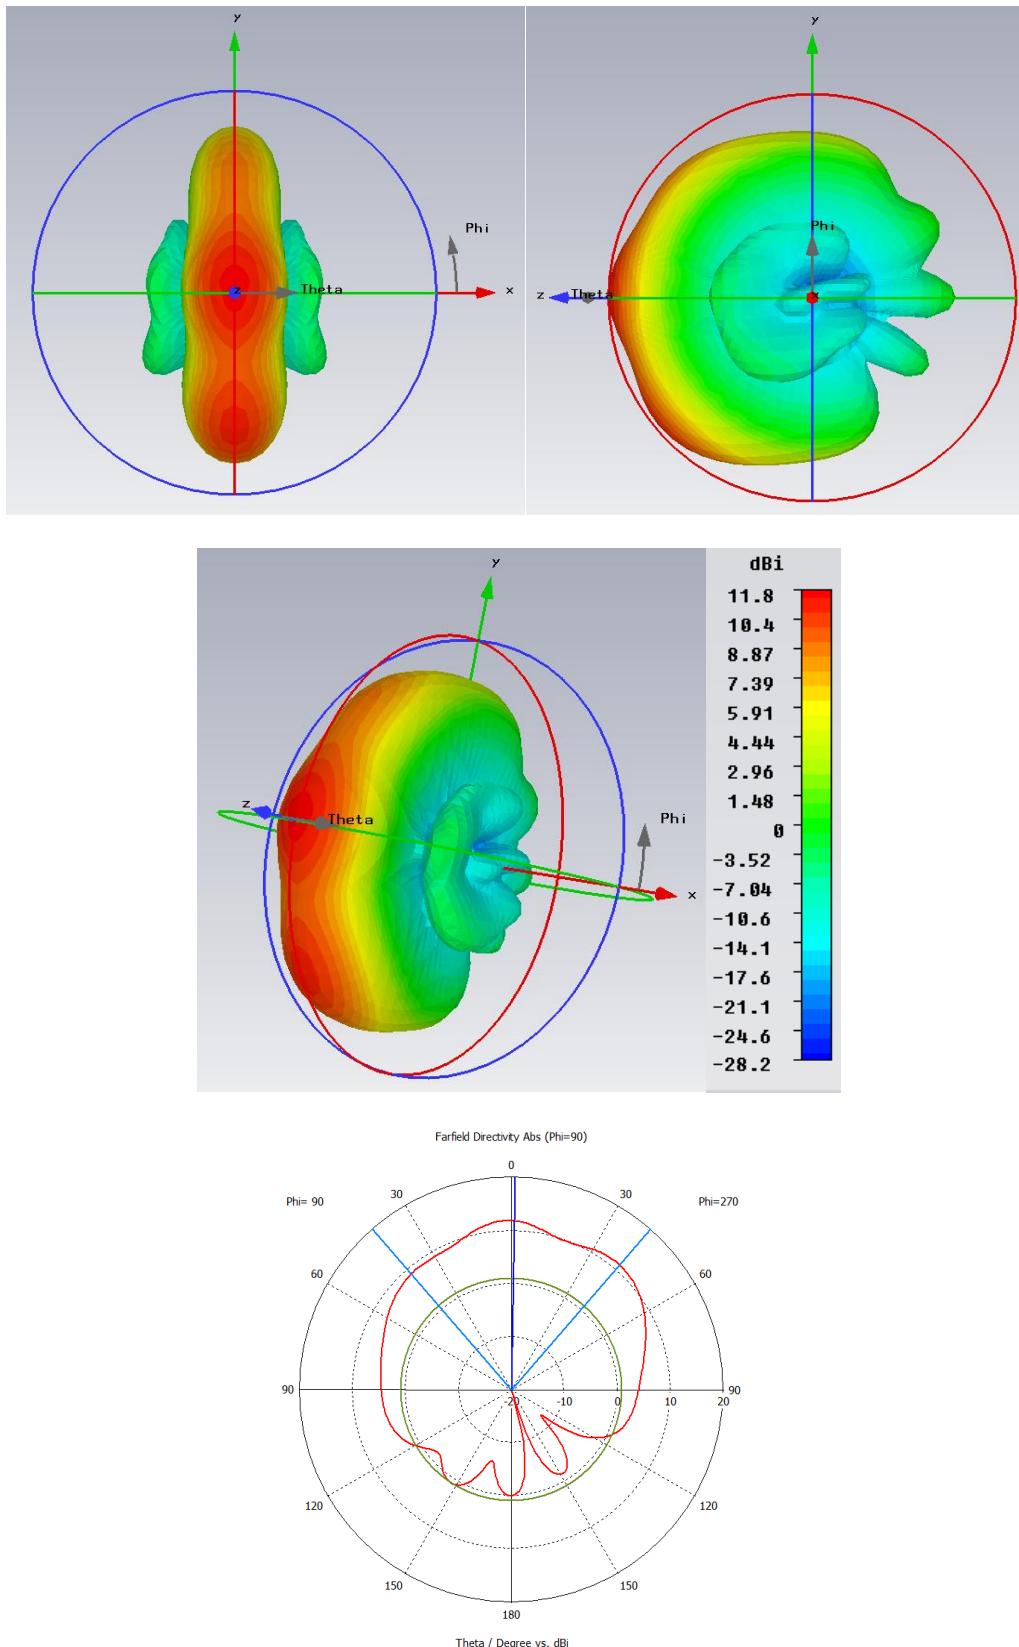 y
Phi
Theta
z
x
y
Phi
z
Theta
x
y
z
Theta
Phi
x
dBi
11.8
10.4
8.87
7.39
5.91
4.44
2.96
1.48
0
-3.52
-7.04
-10.6
-14.1
-17.6
-21.1
-24.6
-28.2
Farfield Directivity Abs (Phi=90)
0
Phi= 90
30
30
Phi=270
60
60
90
-20
-10
0
10
20
90
120
120
150
150
180
Theta / Degree vs. dBi